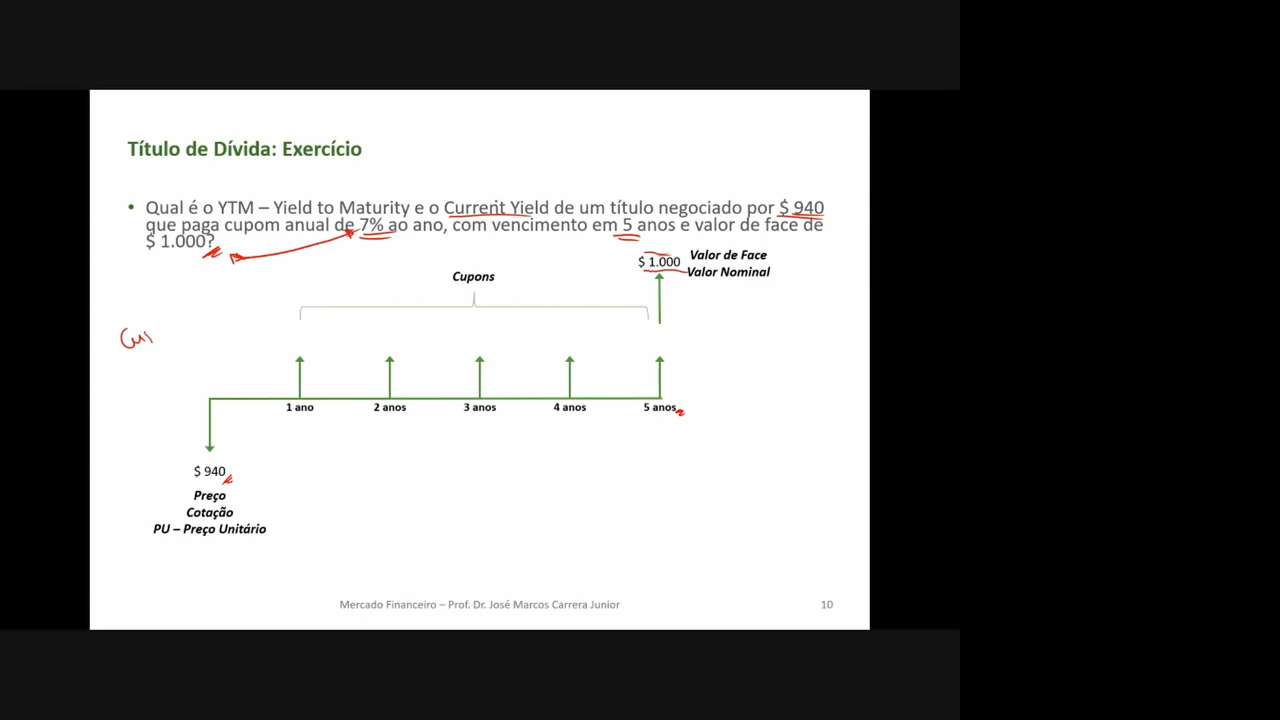 Título de Dívida: Exercício
• Qual é o YTM – Yield to Maturity e o Current Yield de um título negociado por $ 940
que paga cupom anual de 7% ao ano, com vencimento em 5 anos e valor de face de
$ 1.000?
$ 1.000
Valor de Face
Valor Nominal
Cupons
1 ano
2 anos
3 anos
4 anos
5 anos
$ 940
Preço
Cotação
PU – Preço Unitário
Mercado Financeiro – Prof. Dr. José Marcos Carrera Junior
10